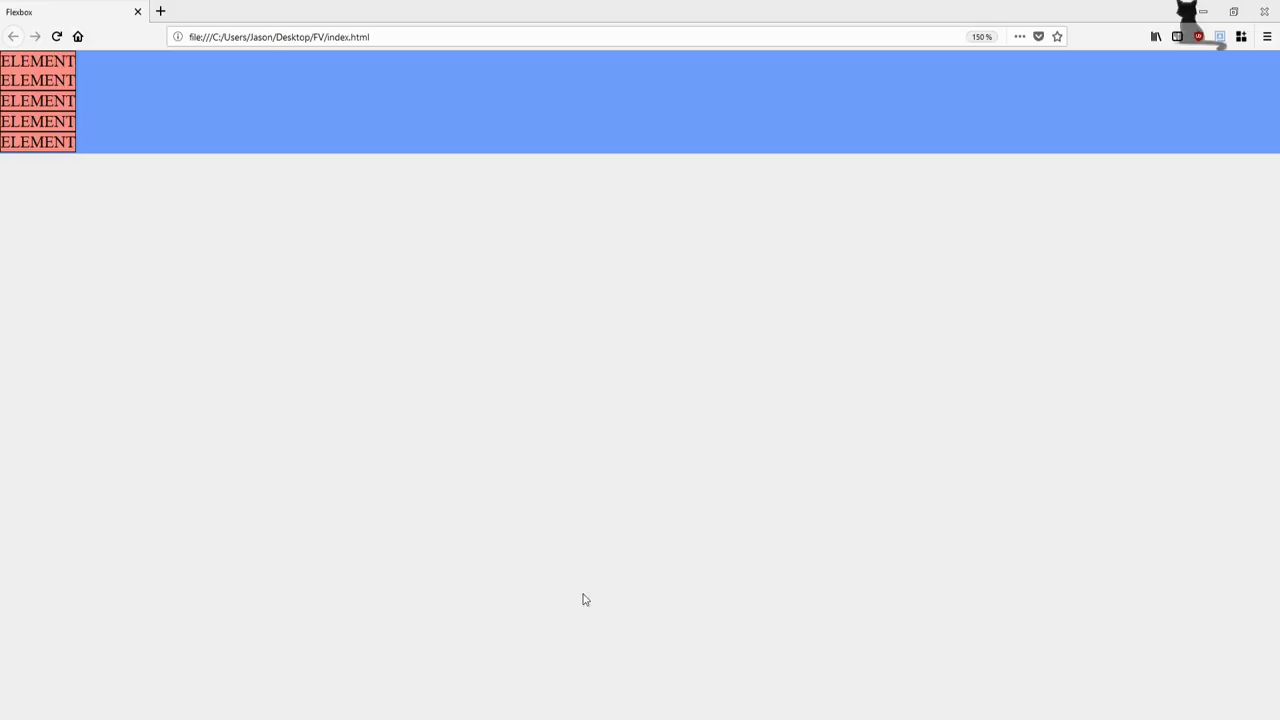 Flexbox
file:///C:/Users/Jason/Desktop/FV/index.html
150 %
ELEMENT
ELEMENT
ELEMENT
ELEMENT
ELEMENT